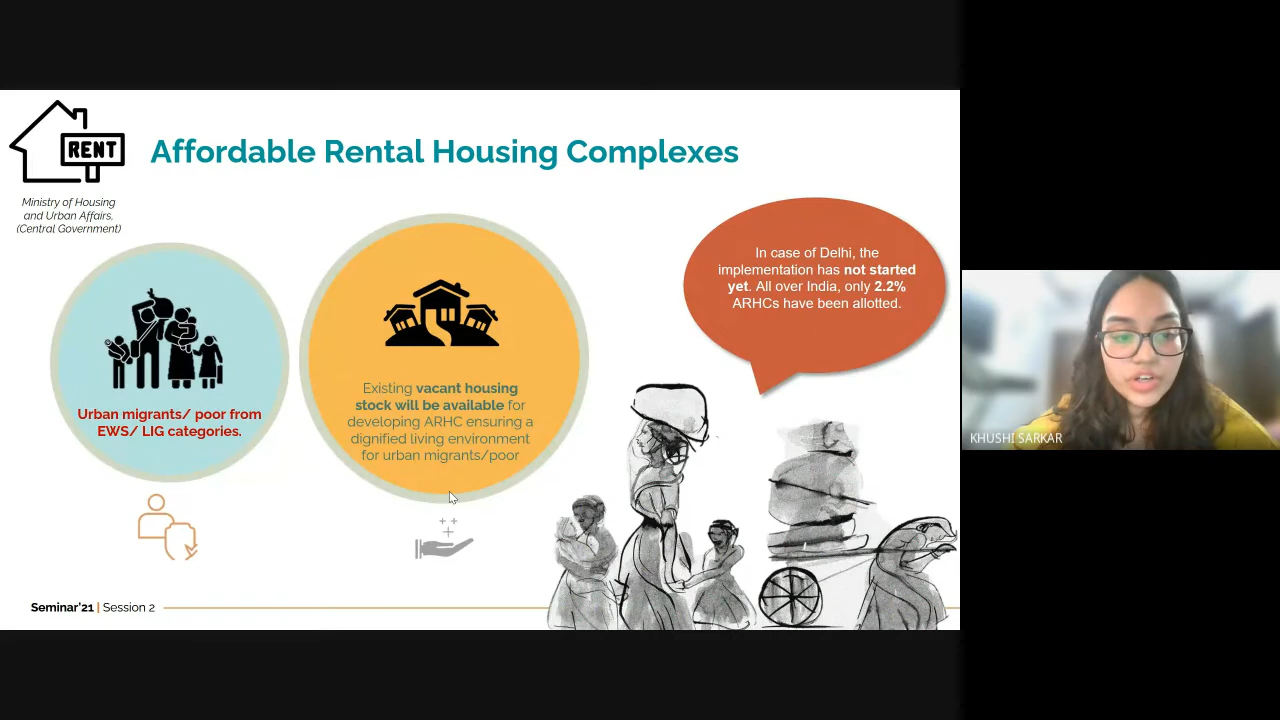 RENT
Affordable Rental Housing Complexes
Ministry of Housing
and Urban Affairs,
(Central Government)
Urban migrants/ poor from
EWS/ LIG categories.
Existing vacant housing
stock will be available for
developing ARHC ensuring a
dignified living environment
for urban migrants/poor
In case of Delhi, the
implementation has not started
yet. All over India, only 2.2%
ARHCs have been allotted.
KHUSHI SARKAR
Seminar'21 | Session 2